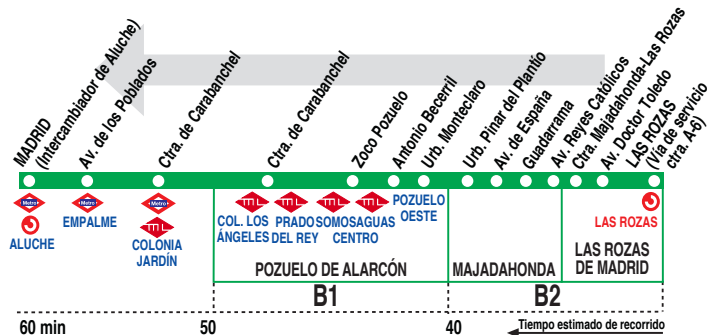 MADRID
(Intercambiador de Aluche)
Av. de los Poblados
Ctra. de Carabanchel
Ctra. de Carabanchel
Zoco Pozuelo
Antonio Becerril
Urb. Monteclaro
Urb. Pinar del Plantío
Av. de España
Guadarrama
Av. Reyes Católicos
Ctra. Majadahonda-Las Rozas
Av. Doctor Toledo
LAS ROZAS
(Vía de servicio
ctra. A-6)
Metro
Metro
Metro
ML
ML
ML
ML
ML
ALUCHE
EMPALME
COLONIA
JARDÍN
COL. LOS
ÁNGELES
PRADO
DEL REY
SOMOSAGUAS
CENTRO
POZUELO
OESTE
LAS ROZAS
POZUELO DE ALARCÓN
MAJADAHONDA
LAS ROZAS
DE MADRID
B1
B2
60 min
50
40
Tiempo estimado de recorrido